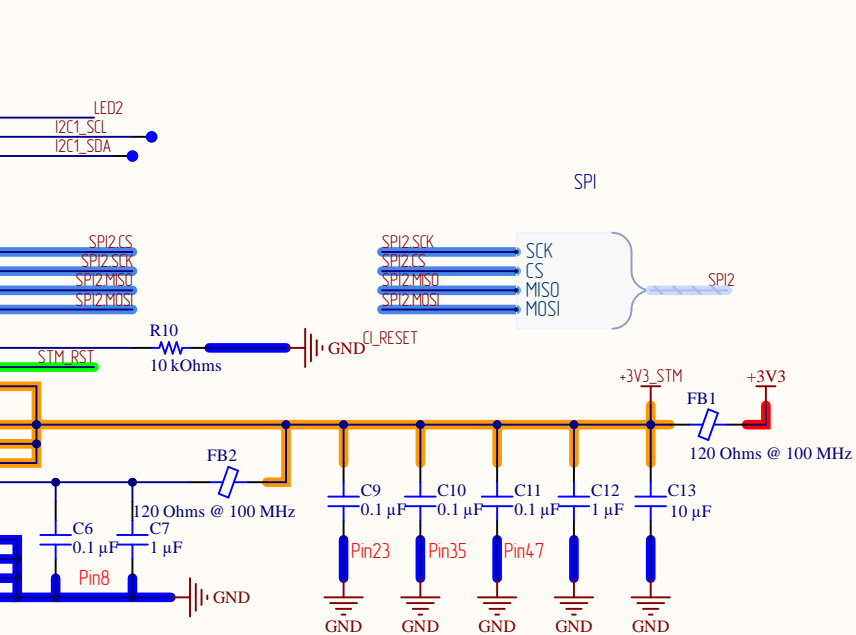 LED2
I2C1_SCL
I2C1_SDA
SPI
SPI2.CS
SPI2.SCK
SPI2.MISO
SPI2.MOSI
SPI2.SCK
SPI2.CS
SPI2.MISO
SPI2.MOSI
SCK
CS
MISO
MOSI
SPI2
R10
10 kOhms
GND
CI_RESET
STM_RST
+3V3_STM
+3V3
FB1
120 Ohms @ 100 MHz
FB2
120 Ohms @ 100 MHz
C9
0.1 µF
C10
0.1 µF
C11
0.1 µF
C12
1 µF
C13
10 µF
C6
0.1 µF
C7
1 µF
Pin8
Pin23
Pin35
Pin47
GND
GND
GND
GND
GND
GND